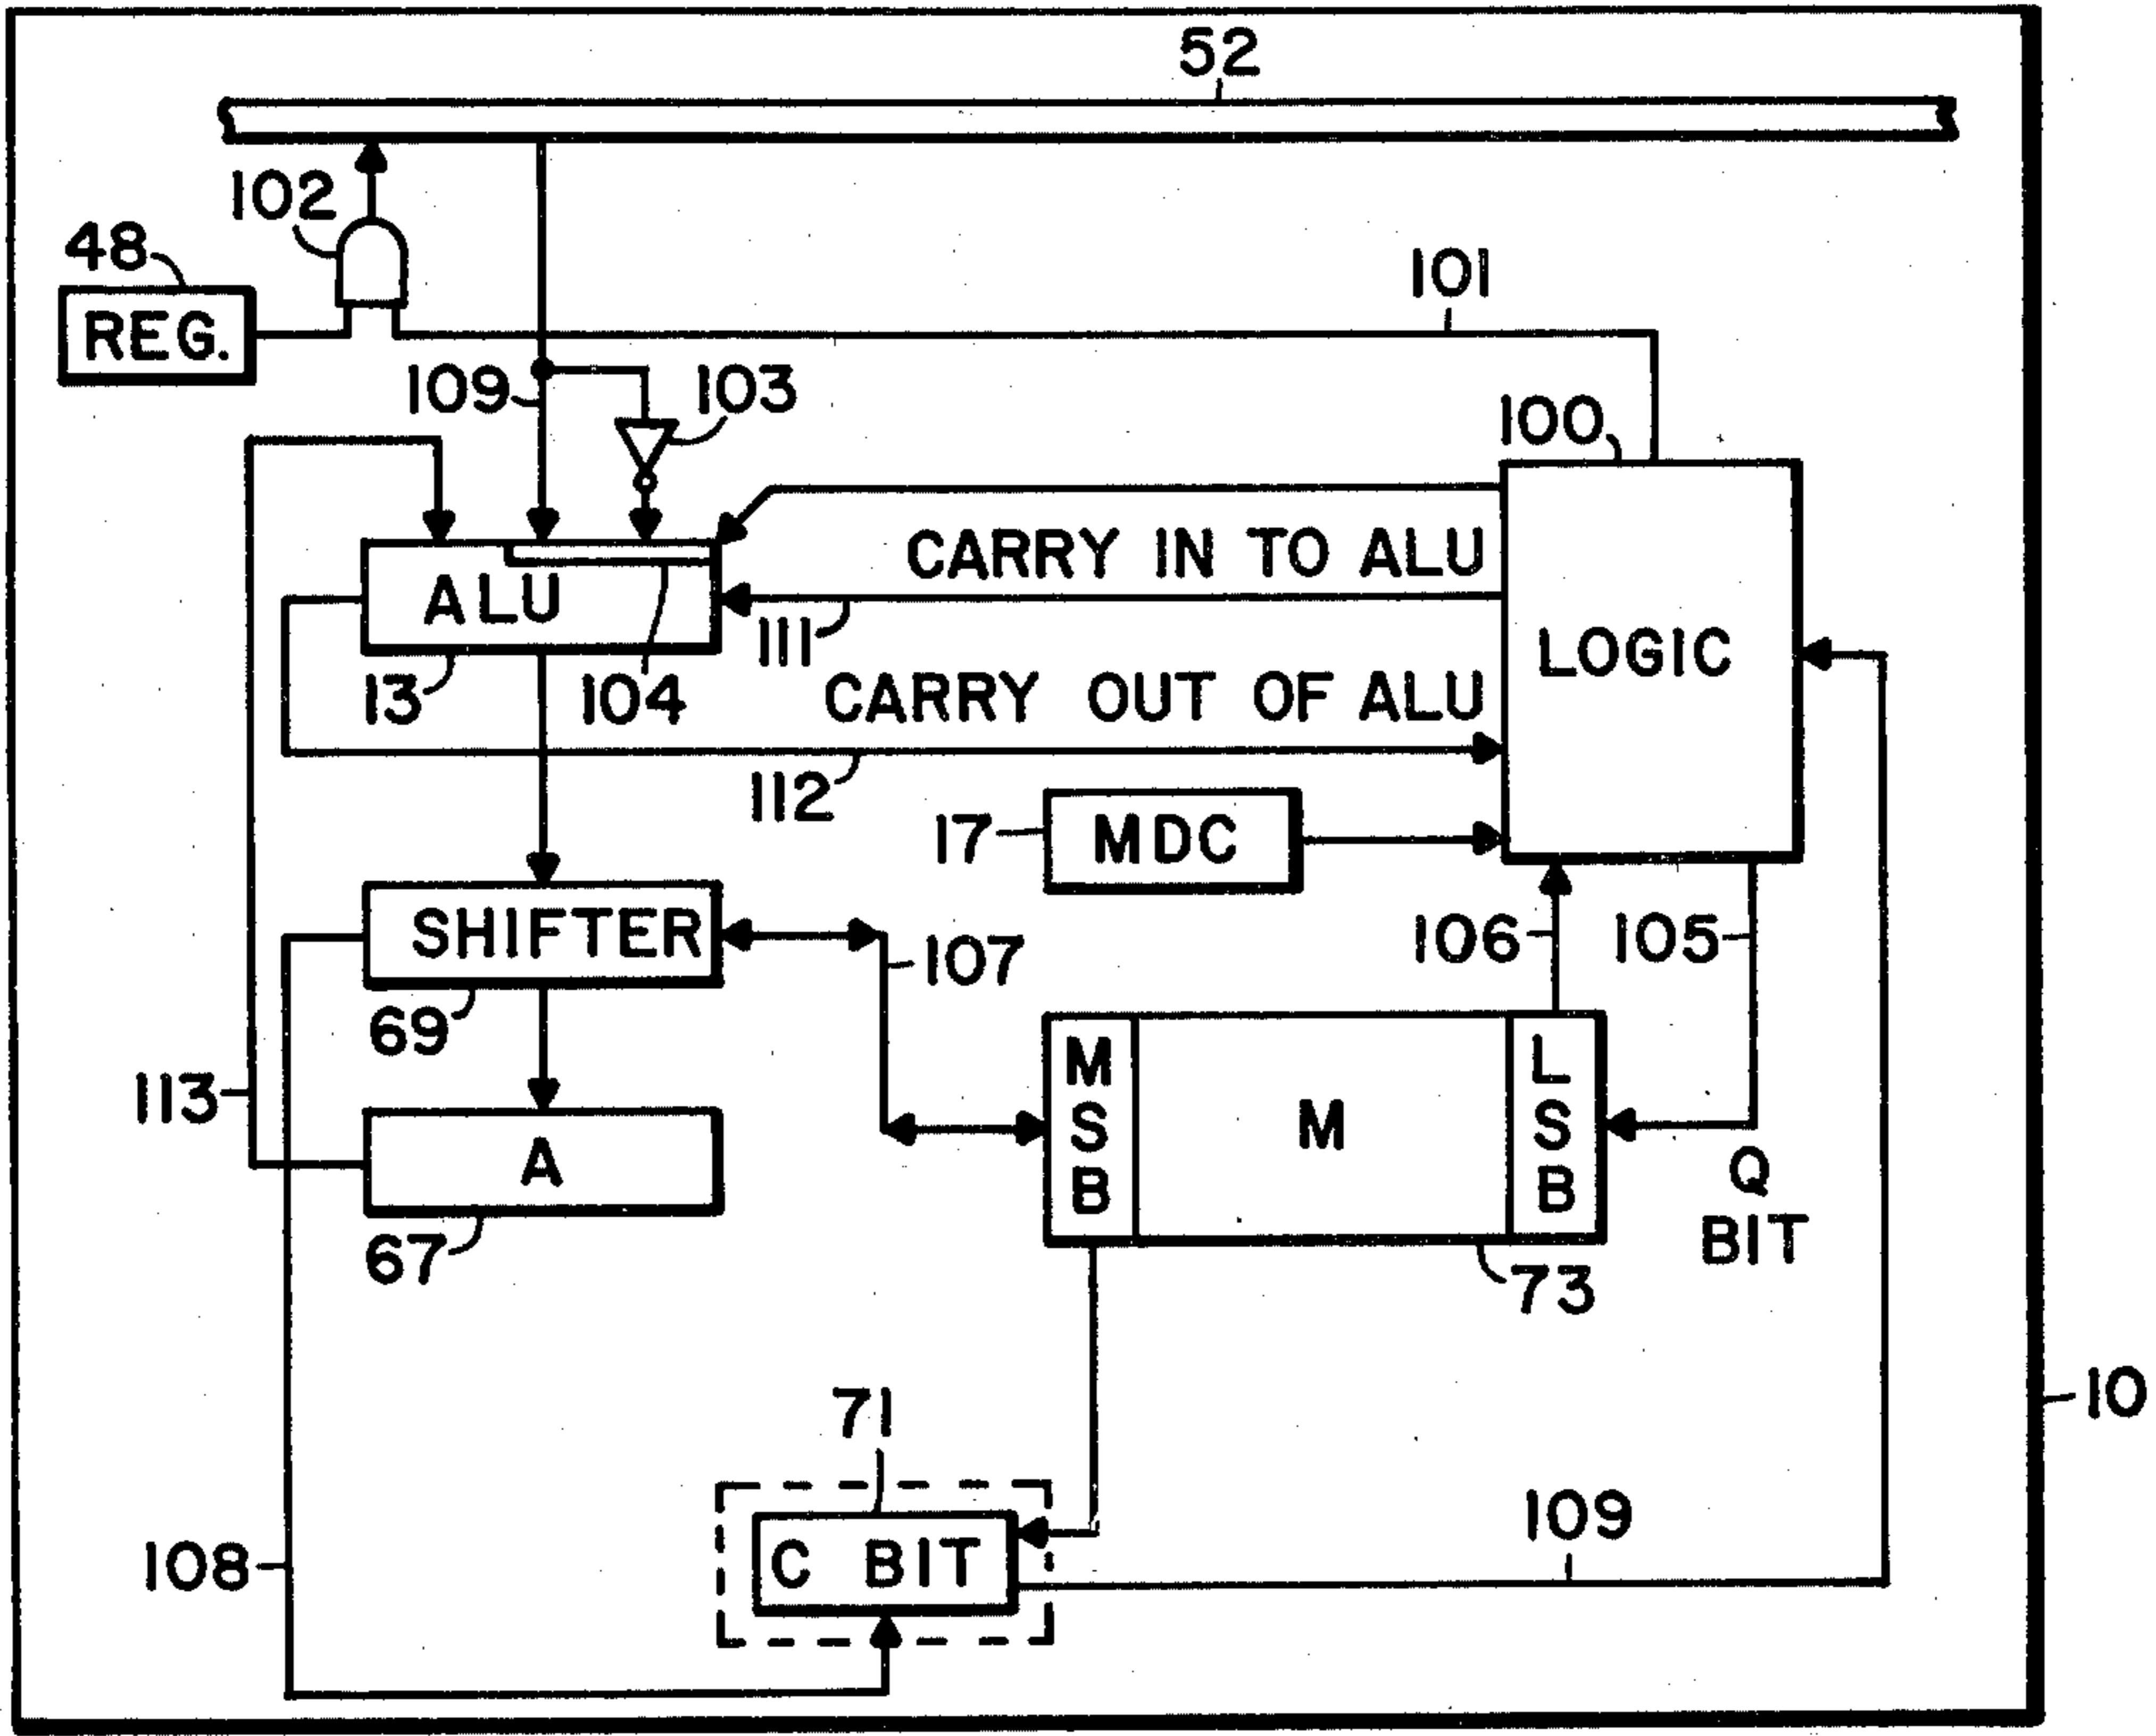 52
102
48
REG.
101
109
103
100
CARRY IN TO ALU
ALU
111
LOGIC
13
104
CARRY OUT OF ALU
112
17
MDC
SHIFTER
107
106
105
69
MSB
M
LSB
113
A
Q
BIT
67
73
10
71
109
C BIT
108